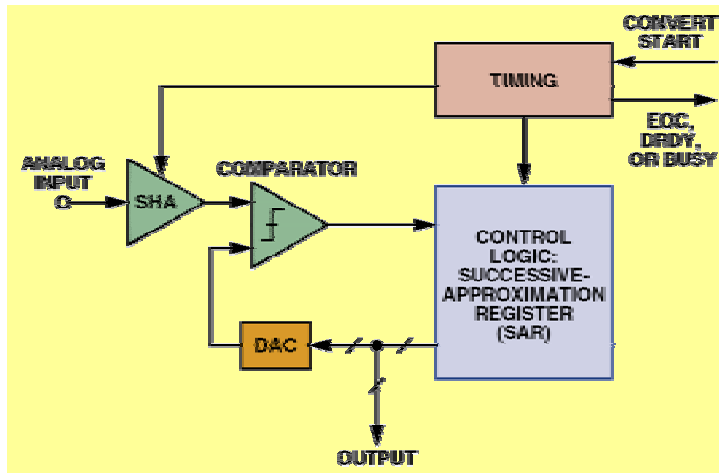 CONVERT
START
TIMING
EOC,
DRDY,
OR BUSY
ANALOG
INPUT
COMPARATOR
SHA
CONTROL
LOGIC:
SUCCESSIVE-
APPROXIMATION
REGISTER
(SAR)
DAC
OUTPUT